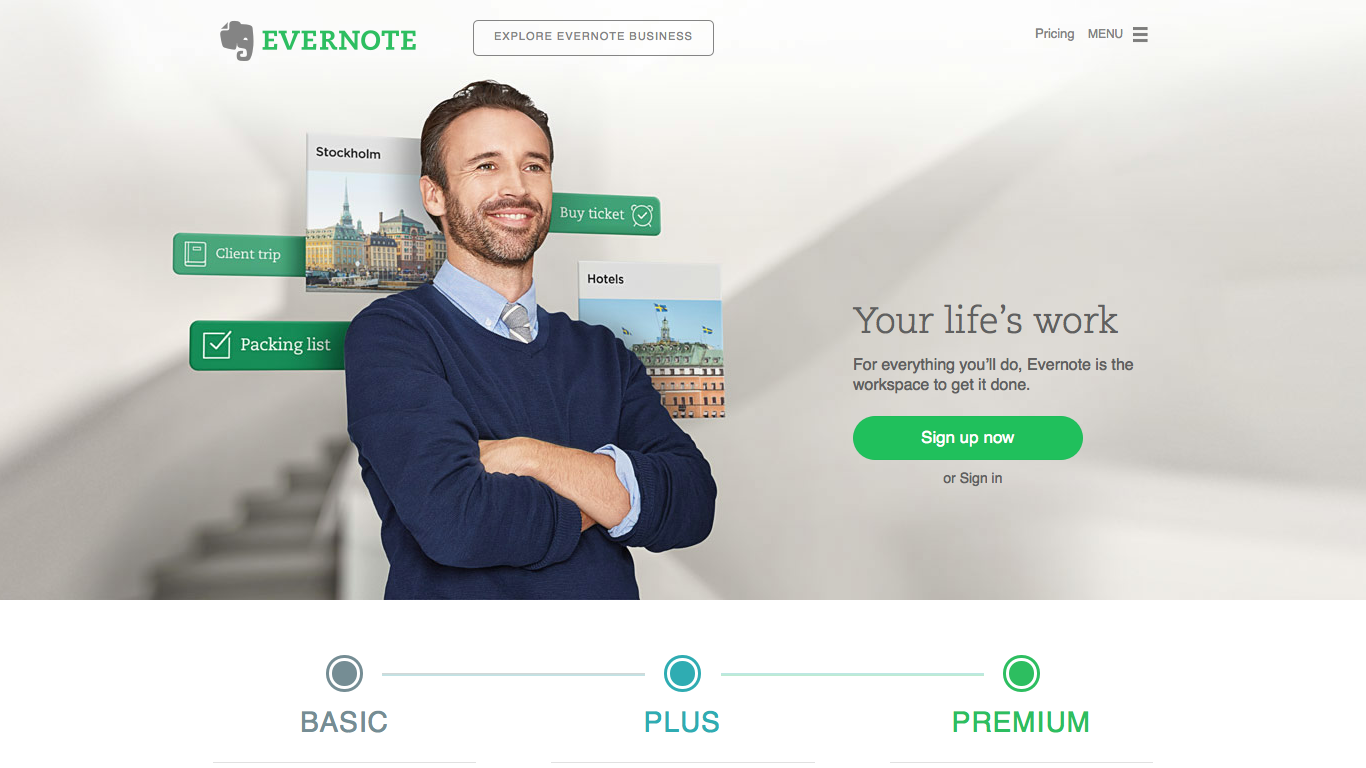 EVERNOTE
EXPLORE EVERNOTE BUSINESS
Pricing
MENU
Stockholm
Buy ticket
Client trip
Hotels
Packing list
Your life’s work
For everything you’ll do, Evernote is the
workspace to get it done.
Sign up now
or Sign in
BASIC
PLUS
PREMIUM